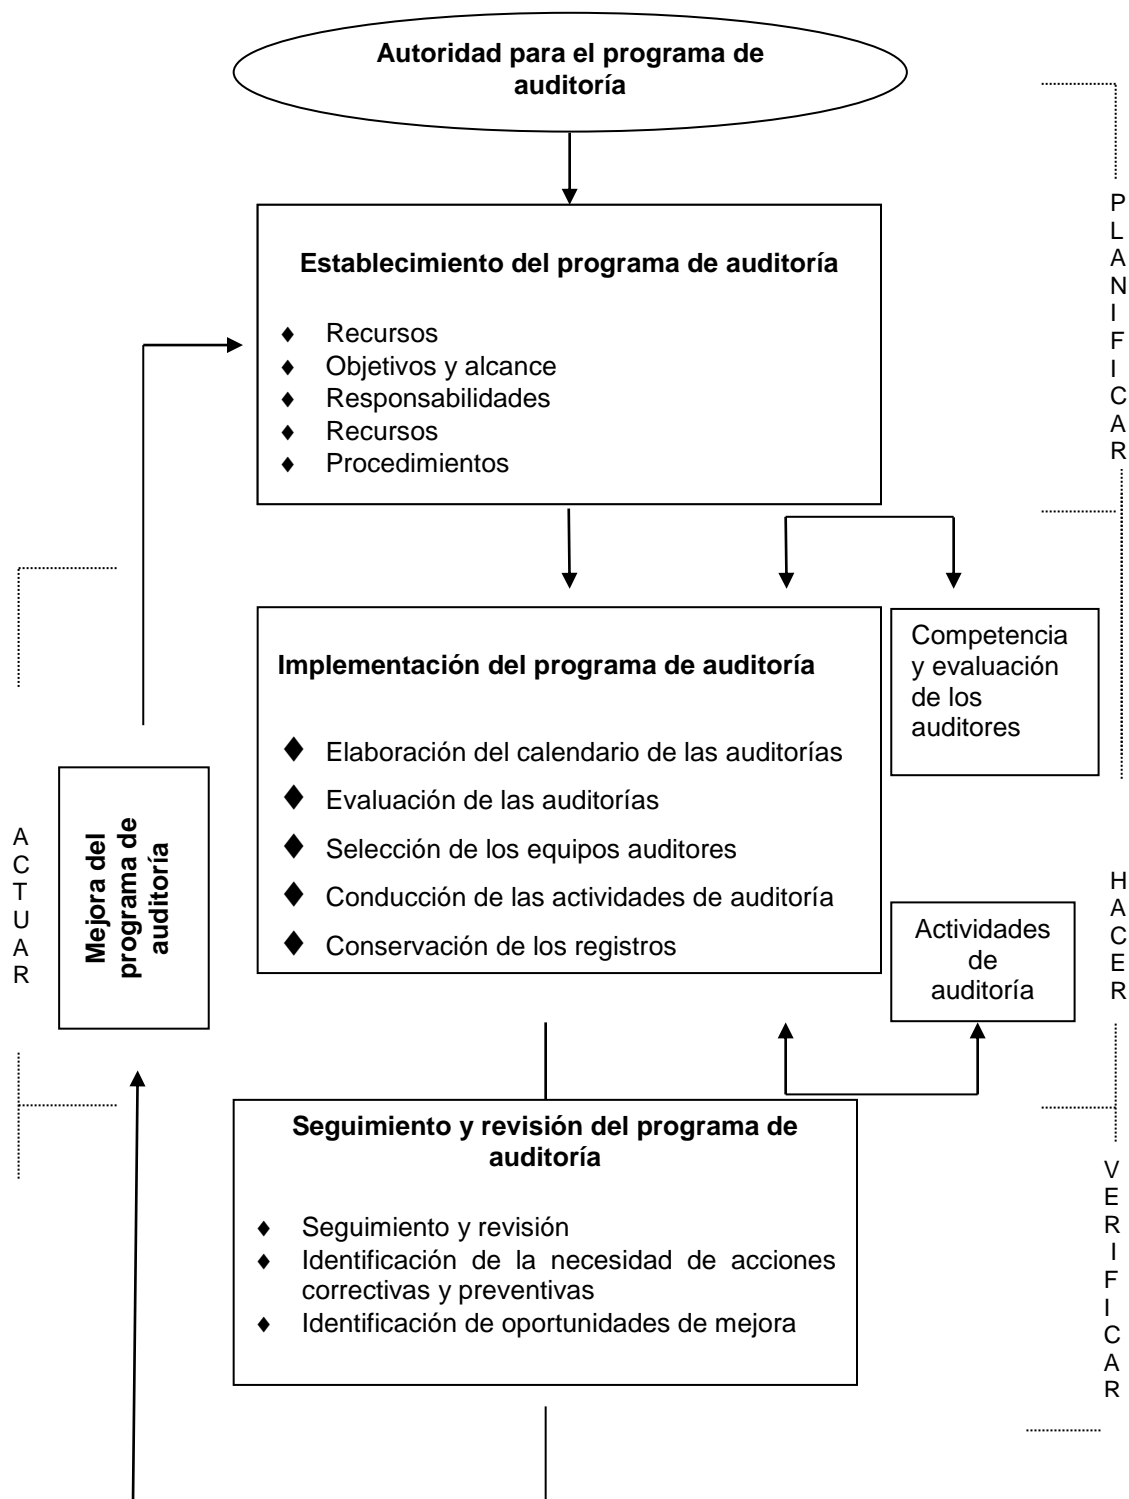 Autoridad para el programa de
auditoría
PLANIFICAR
Establecimiento del programa de auditoría
♦ Recursos
♦ Objetivos y alcance
♦ Responsabilidades
♦ Recursos
♦ Procedimientos
Implementación del programa de auditoría
♦ Elaboración del calendario de las auditorías
♦ Evaluación de las auditorías
♦ Selección de los equipos auditores
♦ Conducción de las actividades de auditoría
♦ Conservación de los registros
Competencia
y evaluación
de los
auditores
ACTUAR
Mejora del
programa de
auditoría
Actividades
de
auditoría
HACER
Seguimiento y revisión del programa de
auditoría
♦ Seguimiento y revisión
♦ Identificación de la necesidad de acciones
correctivas y preventivas
♦ Identificación de oportunidades de mejora
VERIFICAR